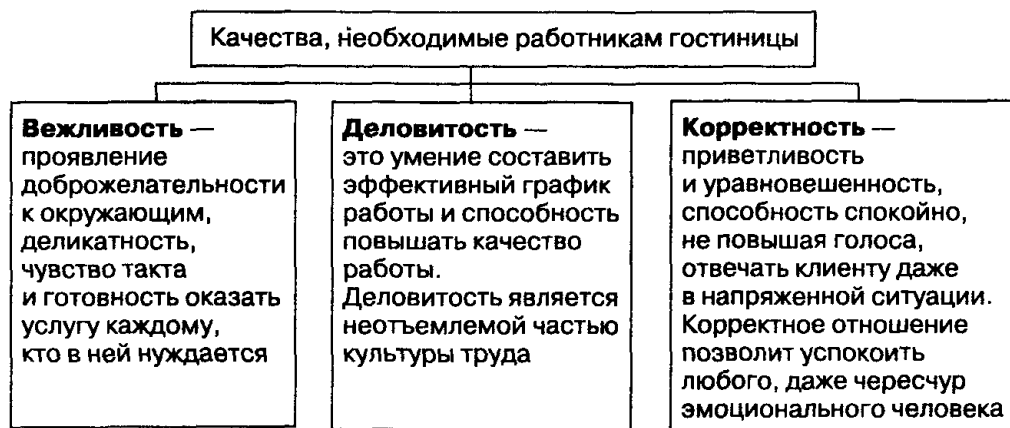 Качества, необходимые работникам гостиницы
Вежливость —
проявление
доброжелательности
к окружающим,
деликатность,
чувство такта
и готовность оказать
услугу каждому,
кто в ней нуждается
Деловитость —
это умение составить
эффективный график
работы и способность
повышать качество
работы.
Деловитость является
неотъемлемой частью
культуры труда
Корректность —
приветливость
и уравновешенность,
способность спокойно,
не повышая голоса,
отвечать клиенту даже
в напряженной ситуации.
Корректное отношение
позволит успокоить
любого, даже чересчур
эмоционального человека